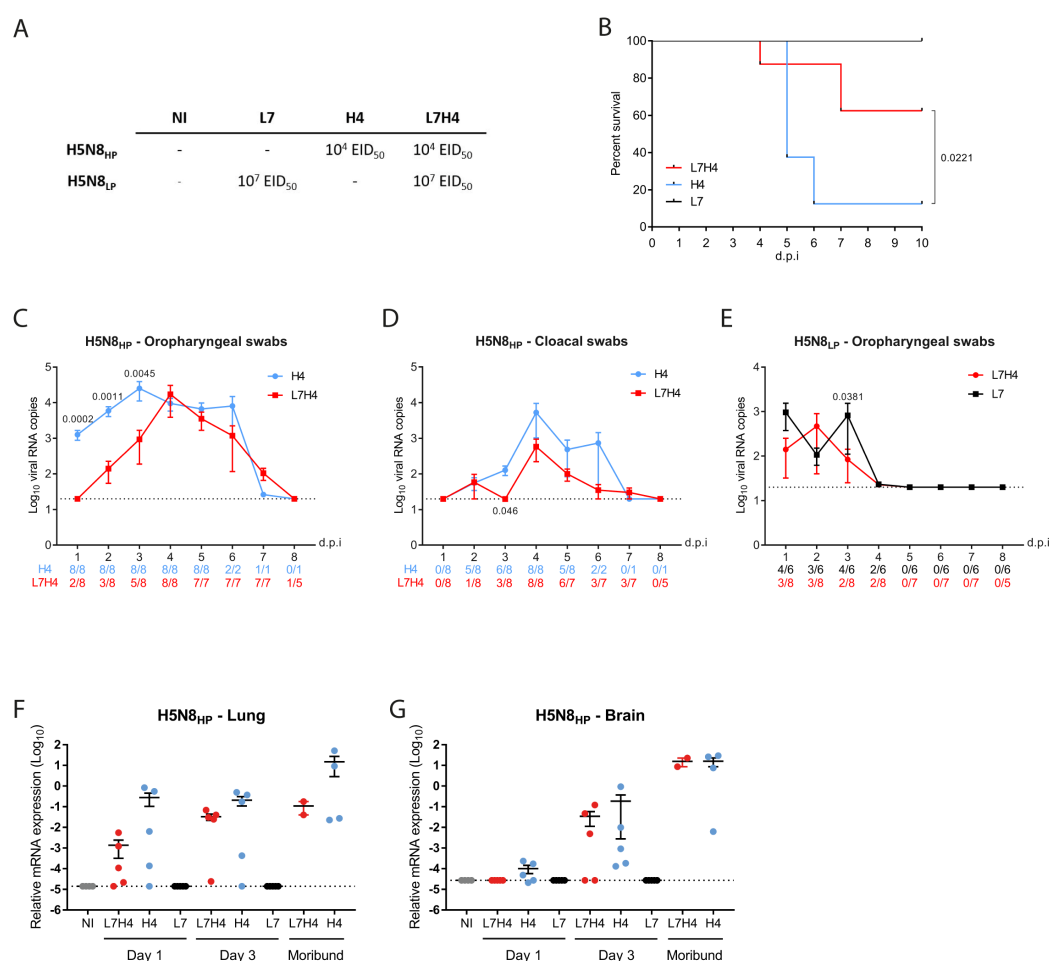 A
NI L7 H4 L7H4
H5N8HP - - 10⁴ EID₅₀ 10⁴ EID₅₀
H5N8LP - 10⁷ EID₅₀ - 10⁷ EID₅₀
B
Percent survival
100
80
60
40
20
0
L7H4
H4
L7
0.0221
0 1 2 3 4 5 6 7 8 9 10
d.p.i
C
H5N8HP - Oropharyngeal swabs
Log₁₀ viral RNA copies
5
4
3
2
1
0
0.0002
0.0011
0.0045
H4
L7H4
1 2 3 4 5 6 7 8 d.p.i
H4 8/8 8/8 8/8 8/8 8/8 2/2 1/1 0/1
L7H4 2/8 3/8 5/8 8/8 7/7 7/7 7/7 1/5
D
H5N8HP - Cloacal swabs
Log₁₀ viral RNA copies
5
4
3
2
1
0
H4
L7H4
0.046
1 2 3 4 5 6 7 8 d.p.i
H4 0/8 5/8 6/8 8/8 5/8 2/2 0/1 0/1
L7H4 0/8 1/8 3/8 8/8 6/7 3/7 3/7 0/5
E
H5N8LP - Oropharyngeal swabs
Log₁₀ viral RNA copies
4
3
2
1
0
0.0381
L7H4
L7
1 2 3 4 5 6 7 8 d.p.i
4/6 3/6 4/6 2/6 0/6 0/6 0/6 0/6
3/8 3/8 2/8 2/8 0/7 0/7 0/7 0/5
F
H5N8HP - Lung
Relative mRNA expression (Log₁₀)
2
1
0
-1
-2
-3
-4
-5
-6
NI L7H4 H4 L7 L7H4 H4 L7 L7H4 H4
Day 1 Day 3 Moribund
G
H5N8HP - Brain
Relative mRNA expression (Log₁₀)
2
1
0
-1
-2
-3
-4
-5
-6
NI L7H4 H4 L7 L7H4 H4 L7 L7H4 H4
Day 1 Day 3 Moribund